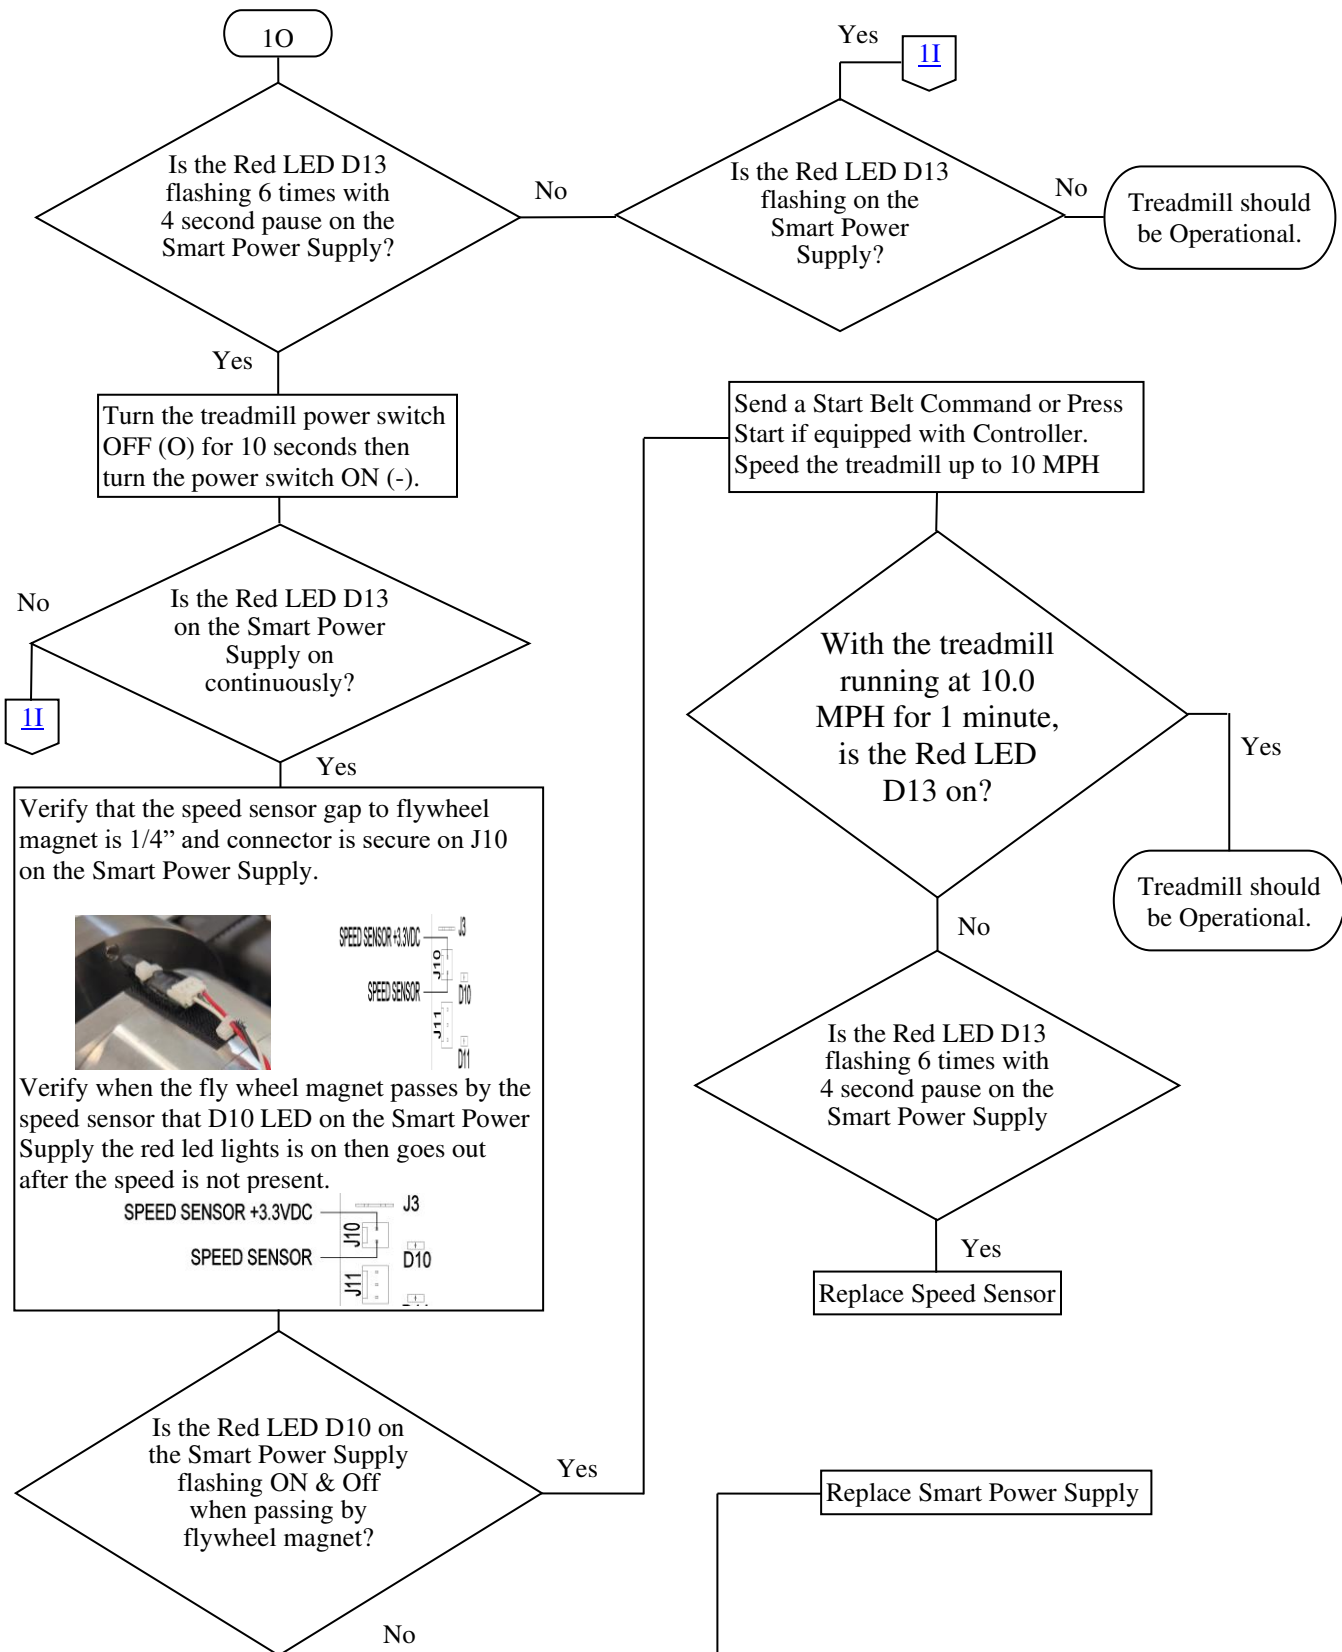 1O
Is the Red LED D13
flashing 6 times with
4 second pause on the
Smart Power Supply?
No
Yes
1I
Is the Red LED D13
flashing on the
Smart Power
Supply?
No
Treadmill should
be Operational.
Yes
Turn the treadmill power switch
OFF (O) for 10 seconds then
turn the power switch ON (-).
No
Is the Red LED D13
on the Smart Power
Supply on
continuously?
1I
Yes
Verify that the speed sensor gap to flywheel
magnet is 1/4” and connector is secure on J10
on the Smart Power Supply.
SPEED SENSOR +3.3VDC
J3
J10
SPEED SENSOR
D10
J11
D11
Verify when the fly wheel magnet passes by the
speed sensor that D10 LED on the Smart Power
Supply the red led lights is on then goes out
after the speed is not present.
SPEED SENSOR +3.3VDC
J3
J10
SPEED SENSOR
D10
J11
Is the Red LED D10 on
the Smart Power Supply
flashing ON & Off
when passing by
flywheel magnet?
Yes
No
Send a Start Belt Command or Press
Start if equipped with Controller.
Speed the treadmill up to 10 MPH
With the treadmill
running at 10.0
MPH for 1 minute,
is the Red LED
D13 on?
Yes
Treadmill should
be Operational.
No
Is the Red LED D13
flashing 6 times with
4 second pause on the
Smart Power Supply
Yes
Replace Speed Sensor
Replace Smart Power Supply